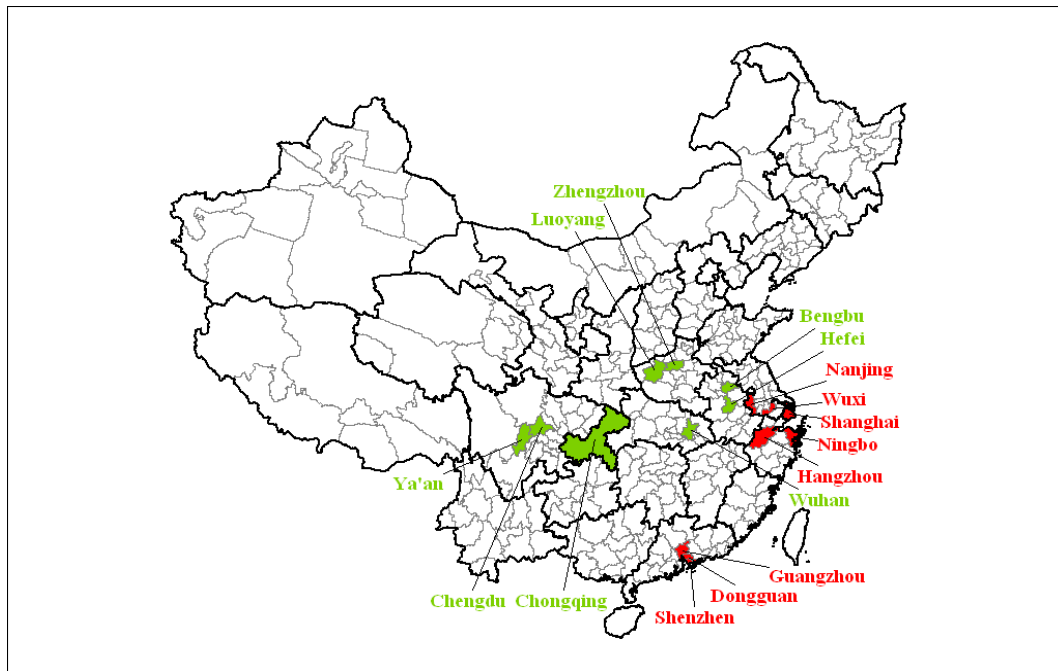 Zhengzhou
Luoyang
Bengbu
Hefei
Nanjing
Wuxi
Shanghai
Ningbo
Hangzhou
Ya'an
Wuhan
Guangzhou
Chengdu
Chongqing
Dongguan
Shenzhen